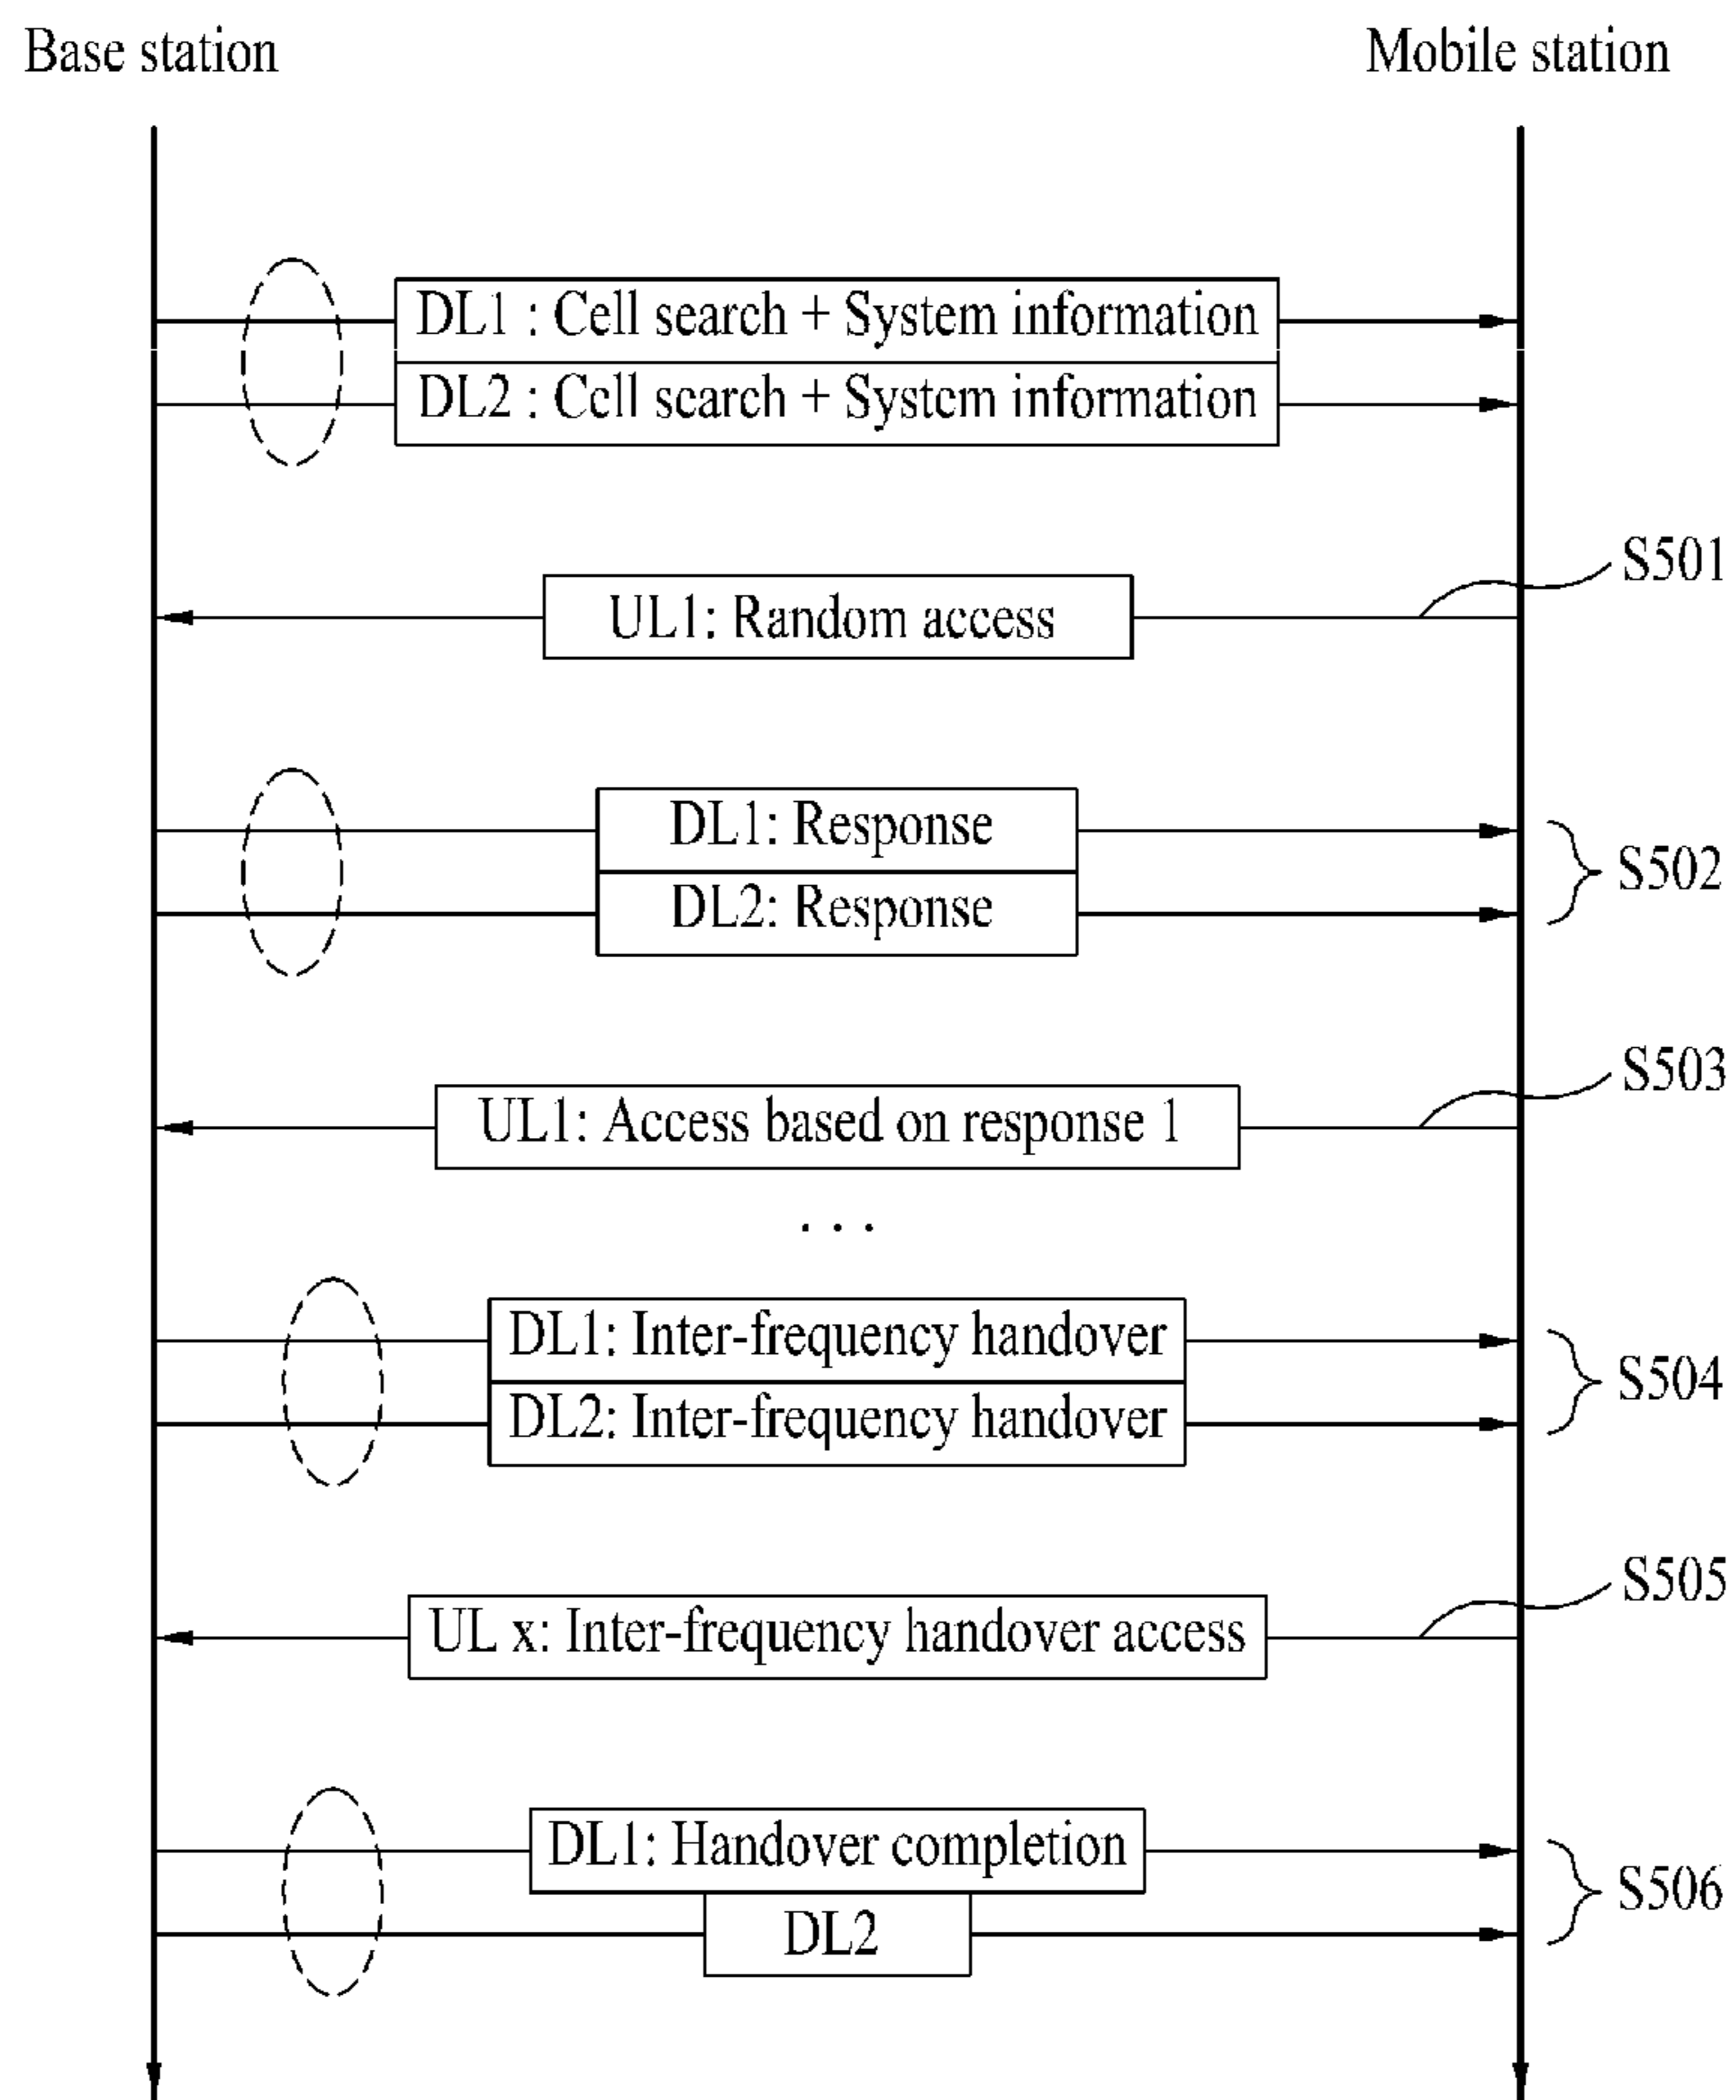 Base station
Mobile station
DL1 : Cell search + System information
DL2 : Cell search + System information
S501
UL1: Random access
DL1: Response
DL2: Response
S502
S503
UL1: Access based on response 1
. . .
DL1: Inter-frequency handover
DL2: Inter-frequency handover
S504
S505
UL x: Inter-frequency handover access
DL1: Handover completion
DL2
S506